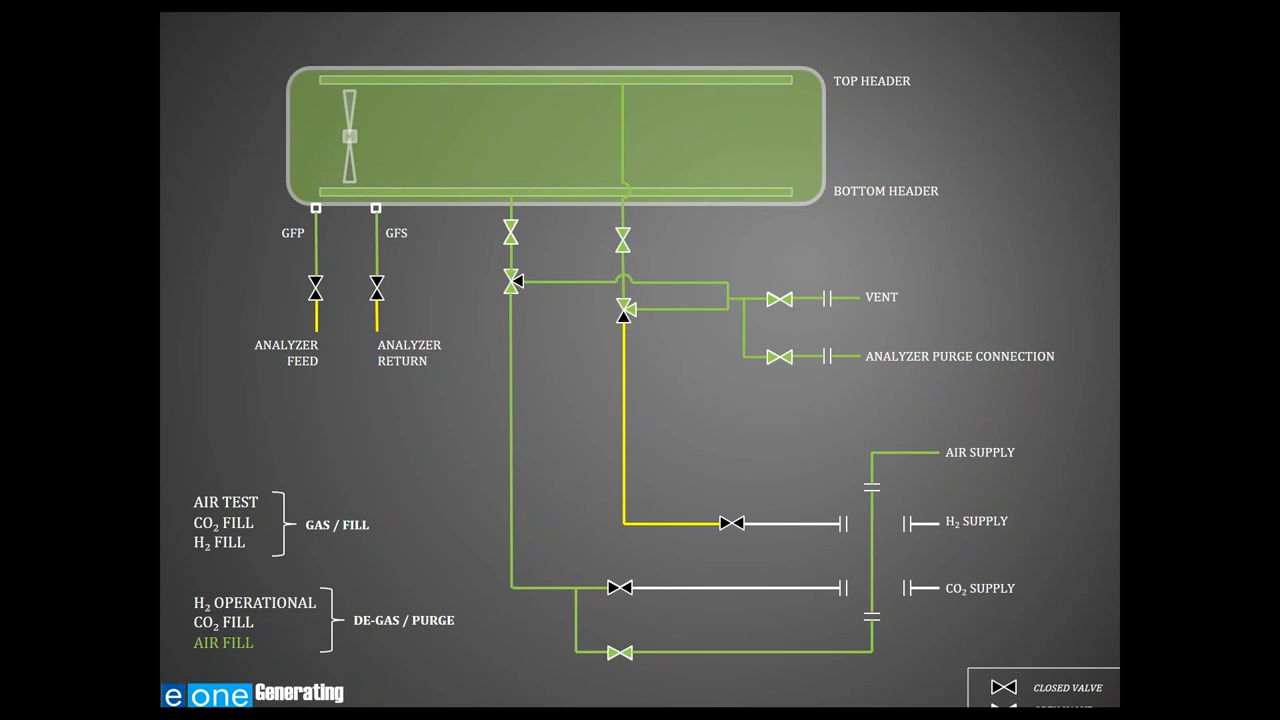 TOP HEADER
BOTTOM HEADER
GFP
GFS
VENT
ANALYZER
FEED
ANALYZER
RETURN
ANALYZER PURGE CONNECTION
AIR SUPPLY
AIR TEST
CO₂ FILL
H₂ FILL
GAS / FILL
H₂ SUPPLY
CO₂ SUPPLY
H₂ OPERATIONAL
CO₂ FILL
AIR FILL
DE-GAS / PURGE
e one Generating
CLOSED VALVE